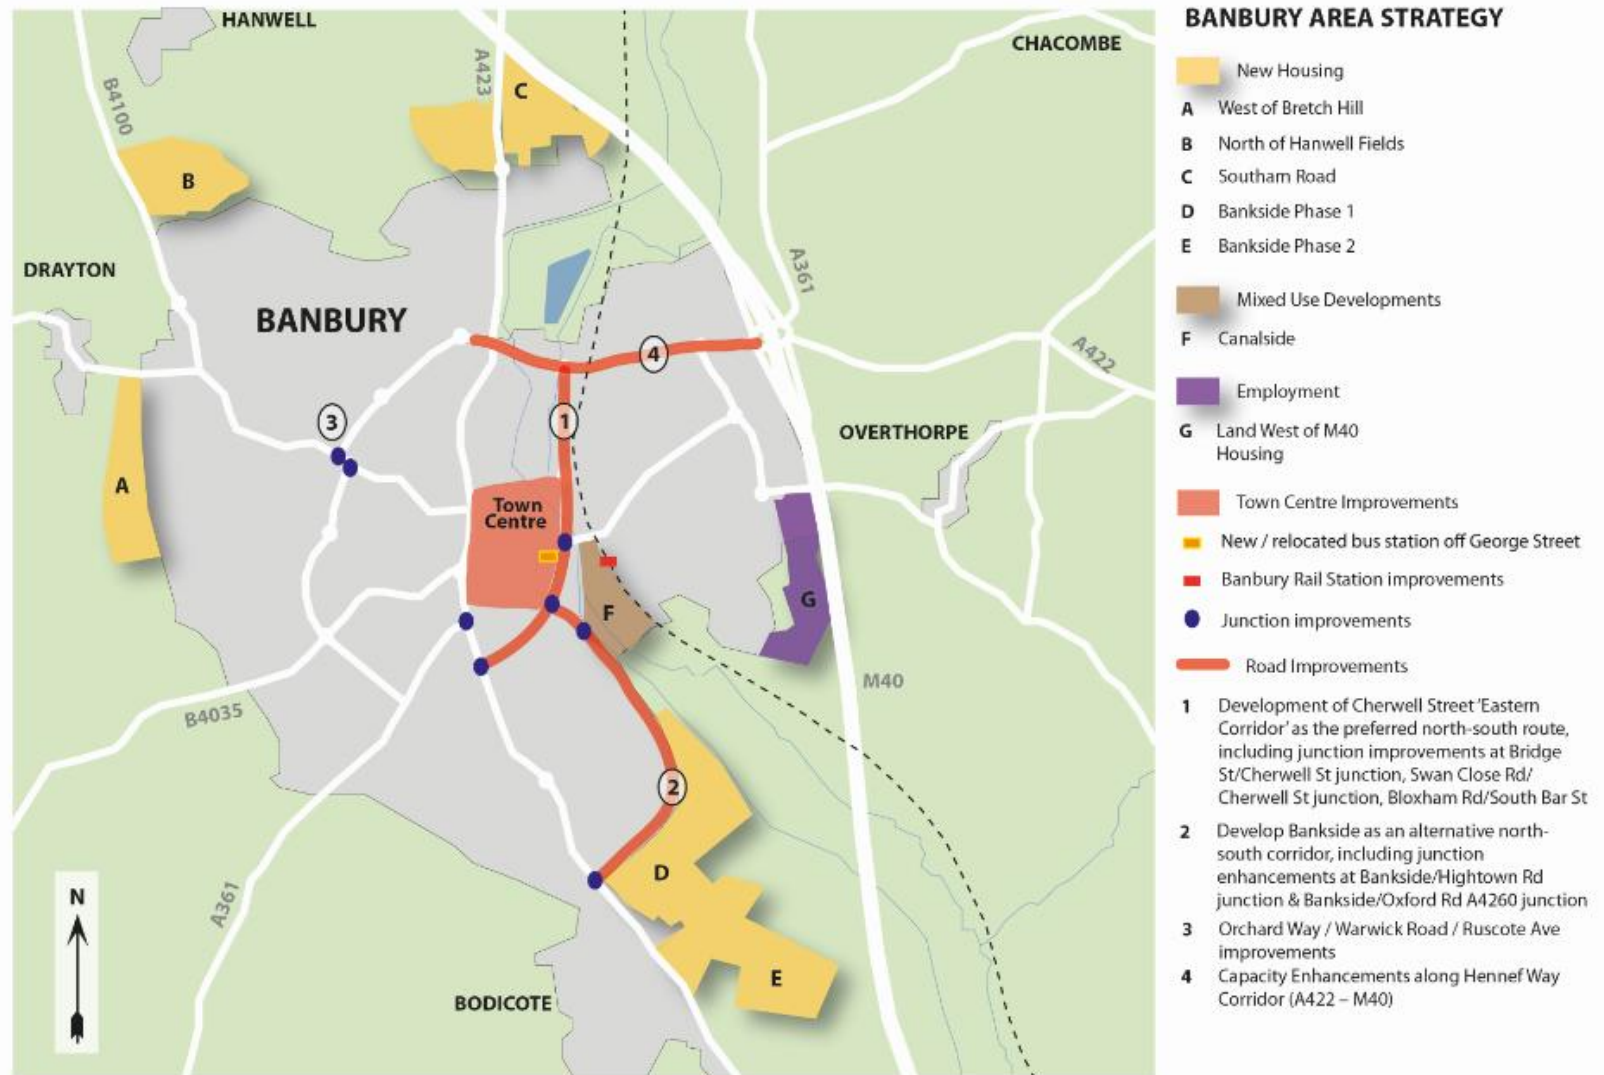 HANWELL
CHACOMBE
A423
B4100
C
B
DRAYTON
A361
BANBURY
4
A422
3
1
OVERTHORPE
A
Town
Centre
F
G
M40
B4035
2
D
A361
N
E
BODICOTE
BANBURY AREA STRATEGY
New Housing
A West of Bretch Hill
B North of Hanwell Fields
C Southam Road
D Bankside Phase 1
E Bankside Phase 2
Mixed Use Developments
F Canalside
Employment
G Land West of M40
Housing
Town Centre Improvements
New / relocated bus station off George Street
Banbury Rail Station improvements
Junction improvements
Road Improvements
1 Development of Cherwell Street 'Eastern
Corridor' as the preferred north-south route,
including junction improvements at Bridge
St/Cherwell St junction, Swan Close Rd/
Cherwell St junction, Bloxham Rd/South Bar St
2 Develop Bankside as an alternative north-
south corridor, including junction
enhancements at Bankside/Hightown Rd
junction & Bankside/Oxford Rd A4260 junction
3 Orchard Way / Warwick Road / Ruscote Ave
improvements
4 Capacity Enhancements along Hennef Way
Corridor (A422 – M40)